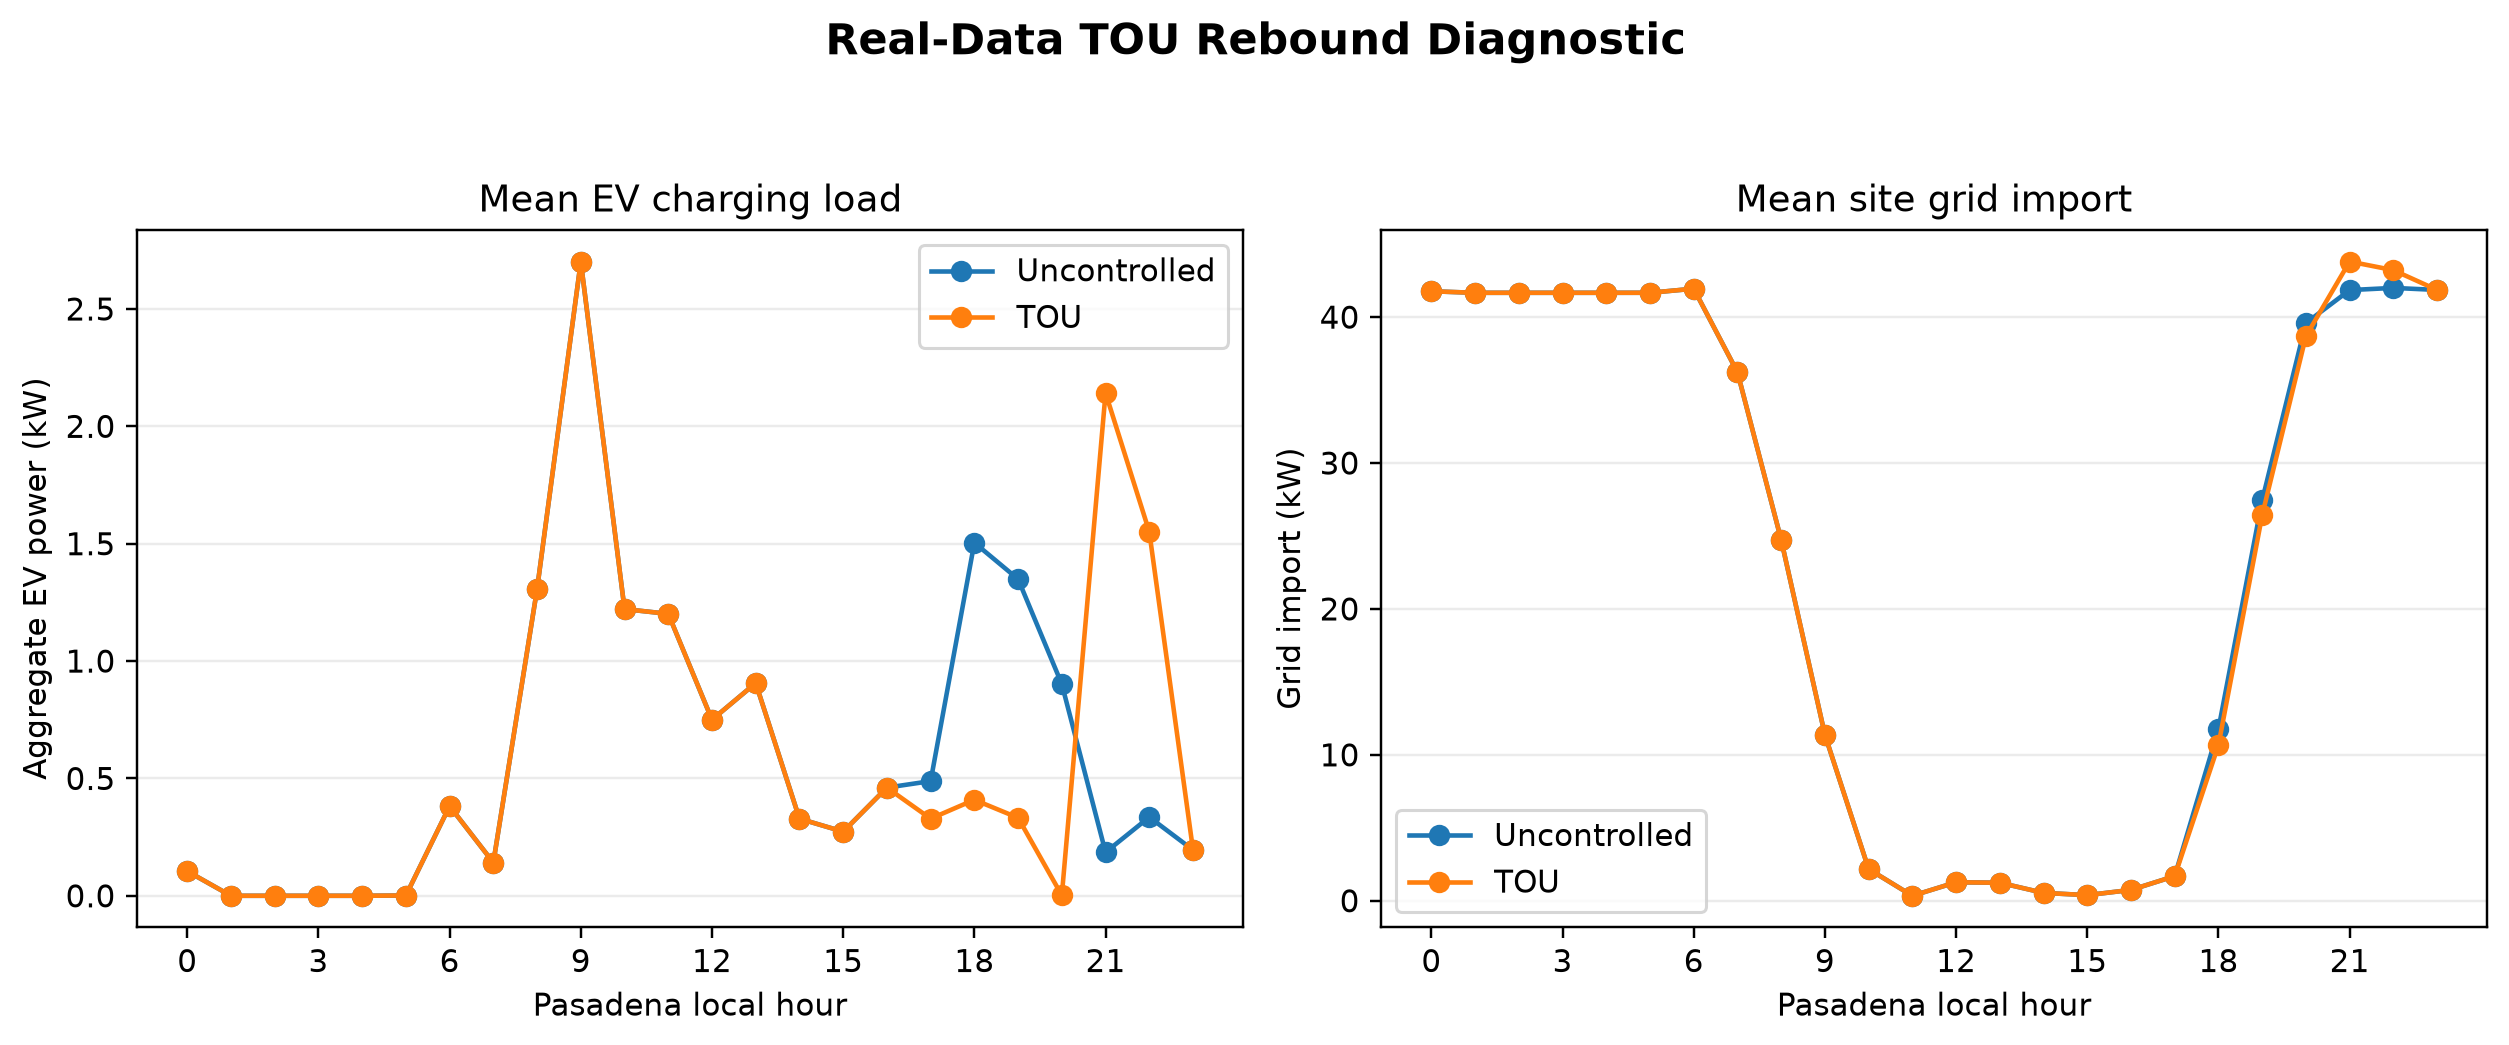 Real-Data TOU Rebound Diagnostic
Mean EV charging load
Aggregate EV power (kW)
2.5
2.0
1.5
1.0
0.5
0.0
Uncontrolled
TOU
0 3 6 9 12 15 18 21
Pasadena local hour
Mean site grid import
Grid import (kW)
40
30
20
10
0
Uncontrolled
TOU
0 3 6 9 12 15 18 21
Pasadena local hour